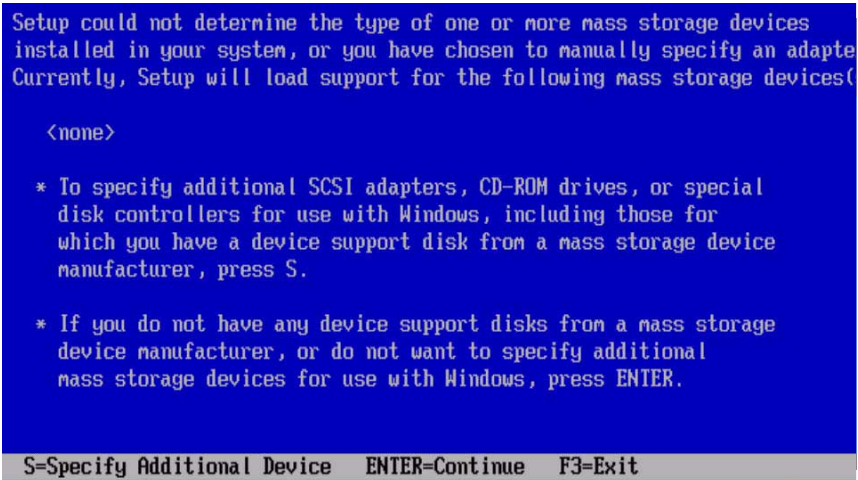 Setup could not determine the type of one or more mass storage devices
installed in your system, or you have chosen to manually specify an adapte
Currently, Setup will load support for the following mass storage devices(
<none>
* To specify additional SCSI adapters, CD-ROM drives, or special
disk controllers for use with Windows, including those for
which you have a device support disk from a mass storage device
manufacturer, press S.
* If you do not have any device support disks from a mass storage
device manufacturer, or do not want to specify additional
mass storage devices for use with Windows, press ENTER.
S=Specify Additional Device ENTER=Continue F3=Exit